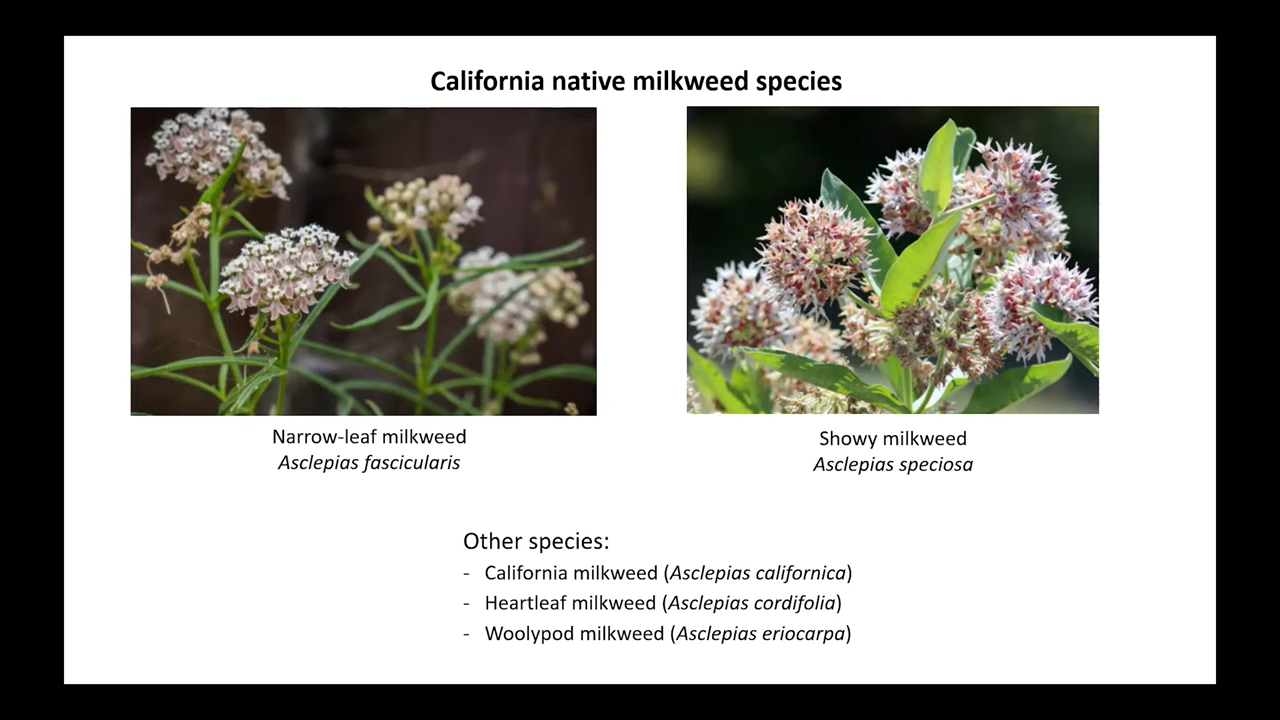 California native milkweed species
Narrow-leaf milkweed
Asclepias fascicularis
Showy milkweed
Asclepias speciosa
Other species:
- California milkweed (Asclepias californica)
- Heartleaf milkweed (Asclepias cordifolia)
- Woolypod milkweed (Asclepias eriocarpa)